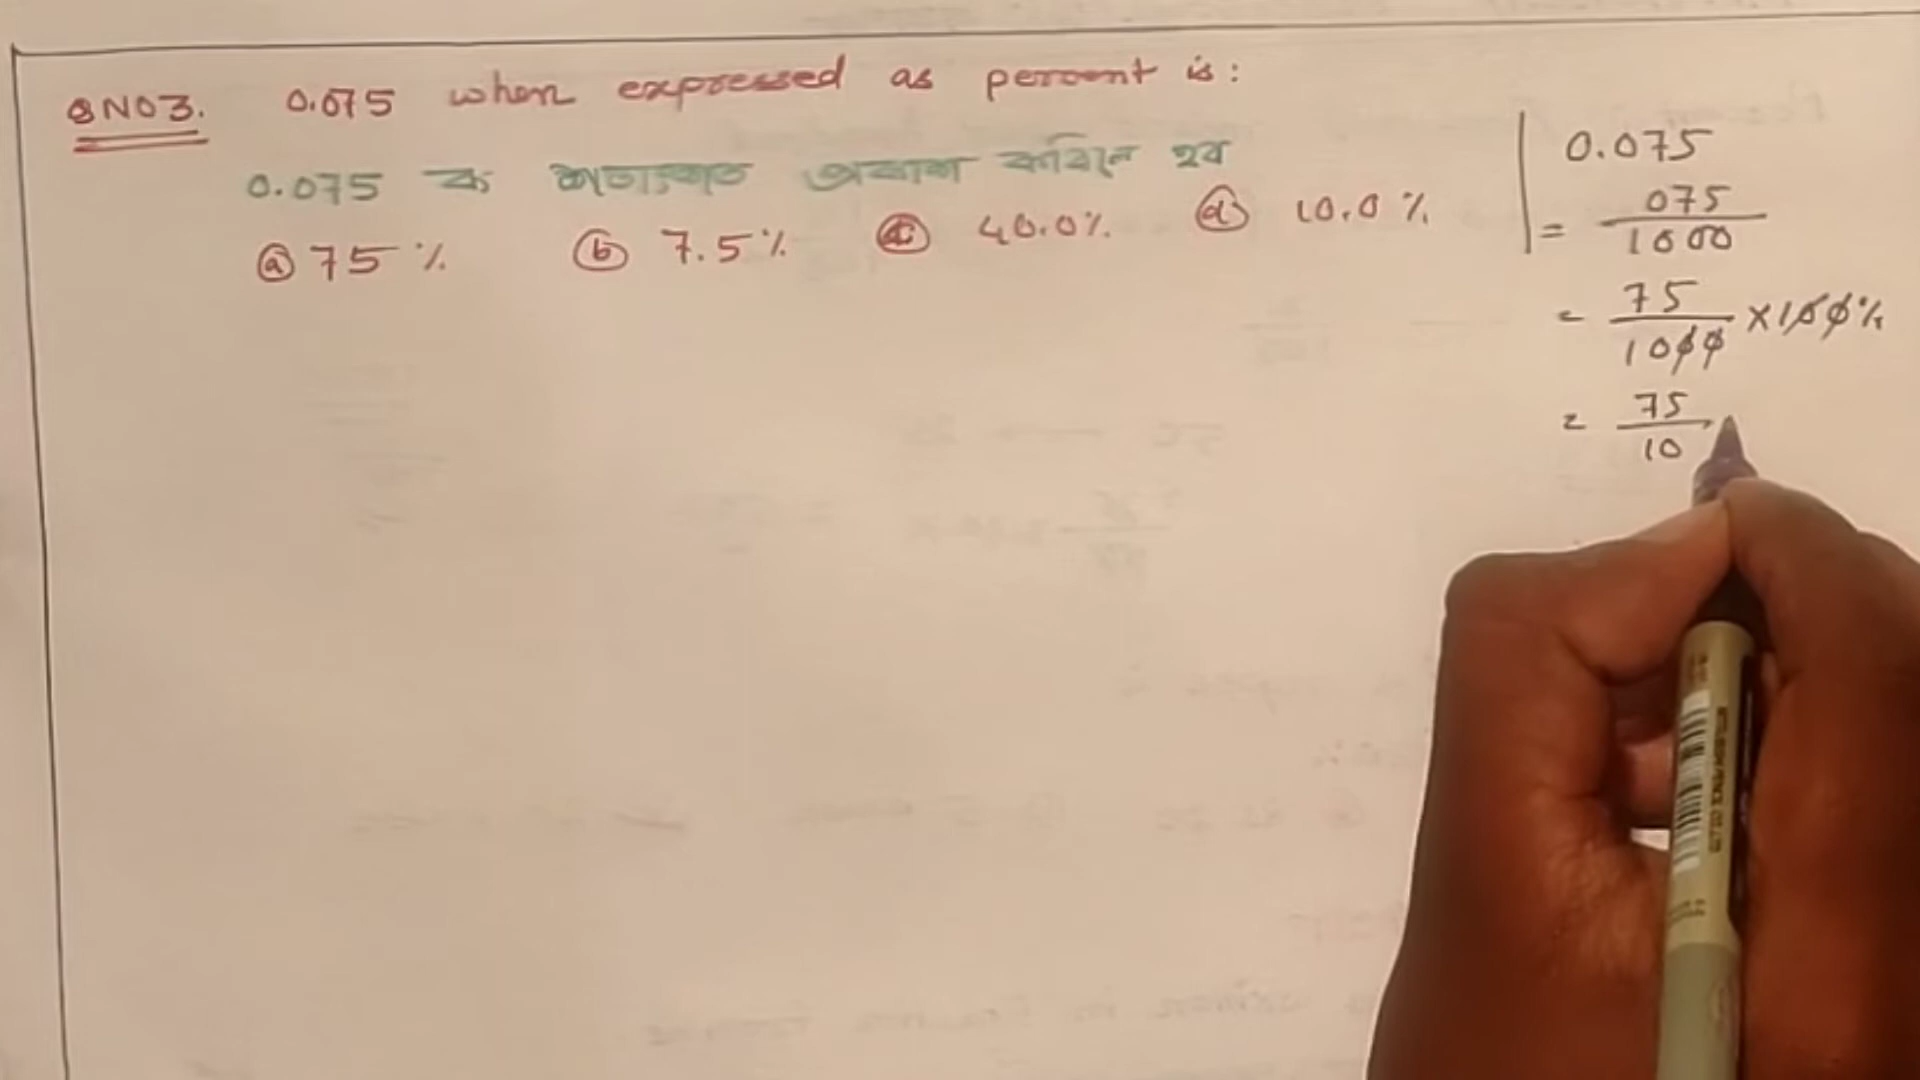 QNO3. 0.075 when expressed as percent is:
0.075 ক শতাংশত প্ৰকাশ কৰিলে হব
ⓐ 75 % ⓑ 7.5 % ⓒ 40.0 % ⓓ 10.0 %
0.075
= 075/1000
= 75/1000 × 100 %
= 75/10